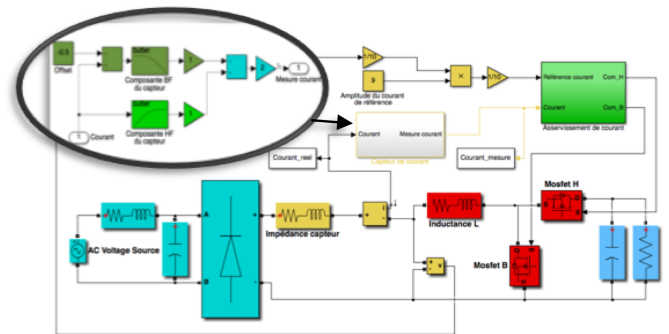 -0.5
Offset
butter
Composante BF
du capteur
1
2
1
Mesure courant
butter
Composante HF
du capteur
1
1
Courant
1/10
9
Amplitude du courant
de référence
×
1/10
Référence courant
Com_H
Courant
Com_B
Asservissement de courant
Courant
Mesure courant
Capteur de courant
Courant_reel
Courant_mesure
AC Voltage Source
A
B
+
-
Impédance capteur
+
-
i
Inductance L
Mosfet H
Mosfet B
+
-
v